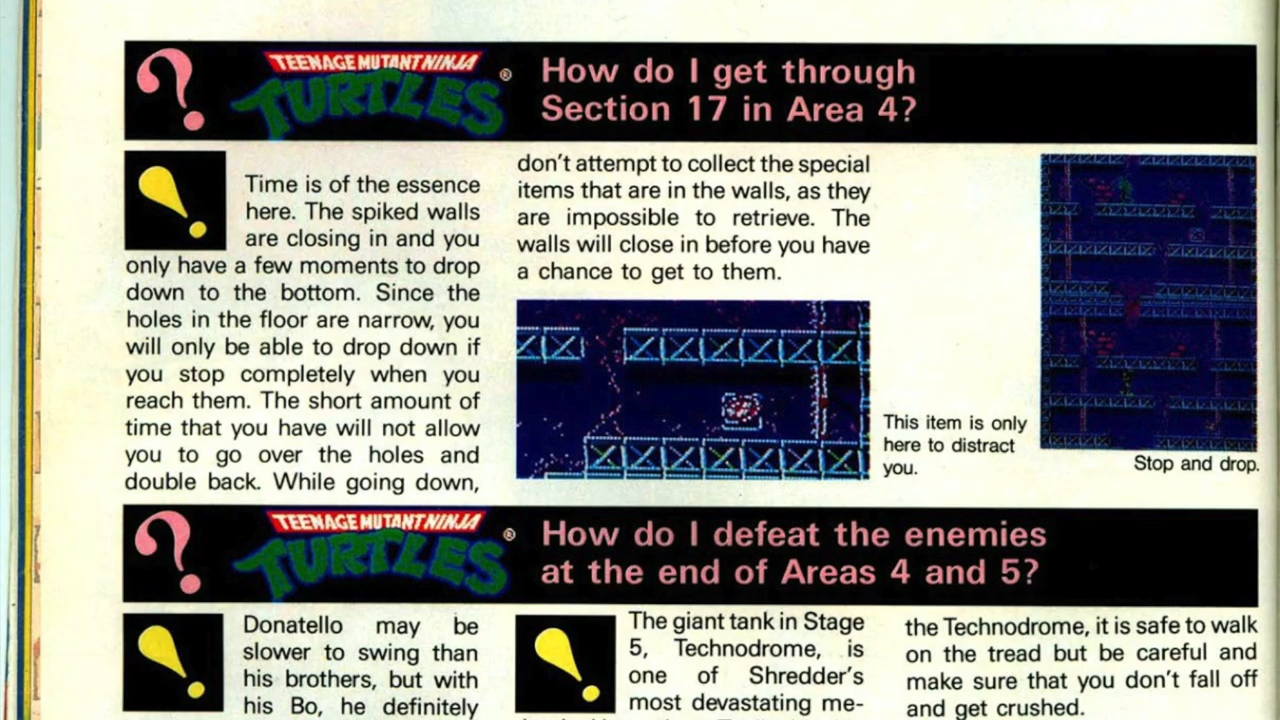 TEENAGE MUTANT NINJA
TURTLES®
How do I get through
Section 17 in Area 4?
Time is of the essence
here. The spiked walls
are closing in and you
only have a few moments to drop
down to the bottom. Since the
holes in the floor are narrow, you
will only be able to drop down if
you stop completely when you
reach them. The short amount of
time that you have will not allow
you to go over the holes and
double back. While going down,
don't attempt to collect the special
items that are in the walls, as they
are impossible to retrieve. The
walls will close in before you have
a chance to get to them.
This item is only
here to distract
you.
Stop and drop.
TEENAGE MUTANT NINJA
TURTLES®
How do I defeat the enemies
at the end of Areas 4 and 5?
Donatello may be
slower to swing than
his brothers, but with
his Bo, he definitely
The giant tank in Stage
5, Technodrome, is
one of Shredder's
most devastating me-
the Technodrome, it is safe to walk
on the tread but be careful and
make sure that you don't fall off
and get crushed.